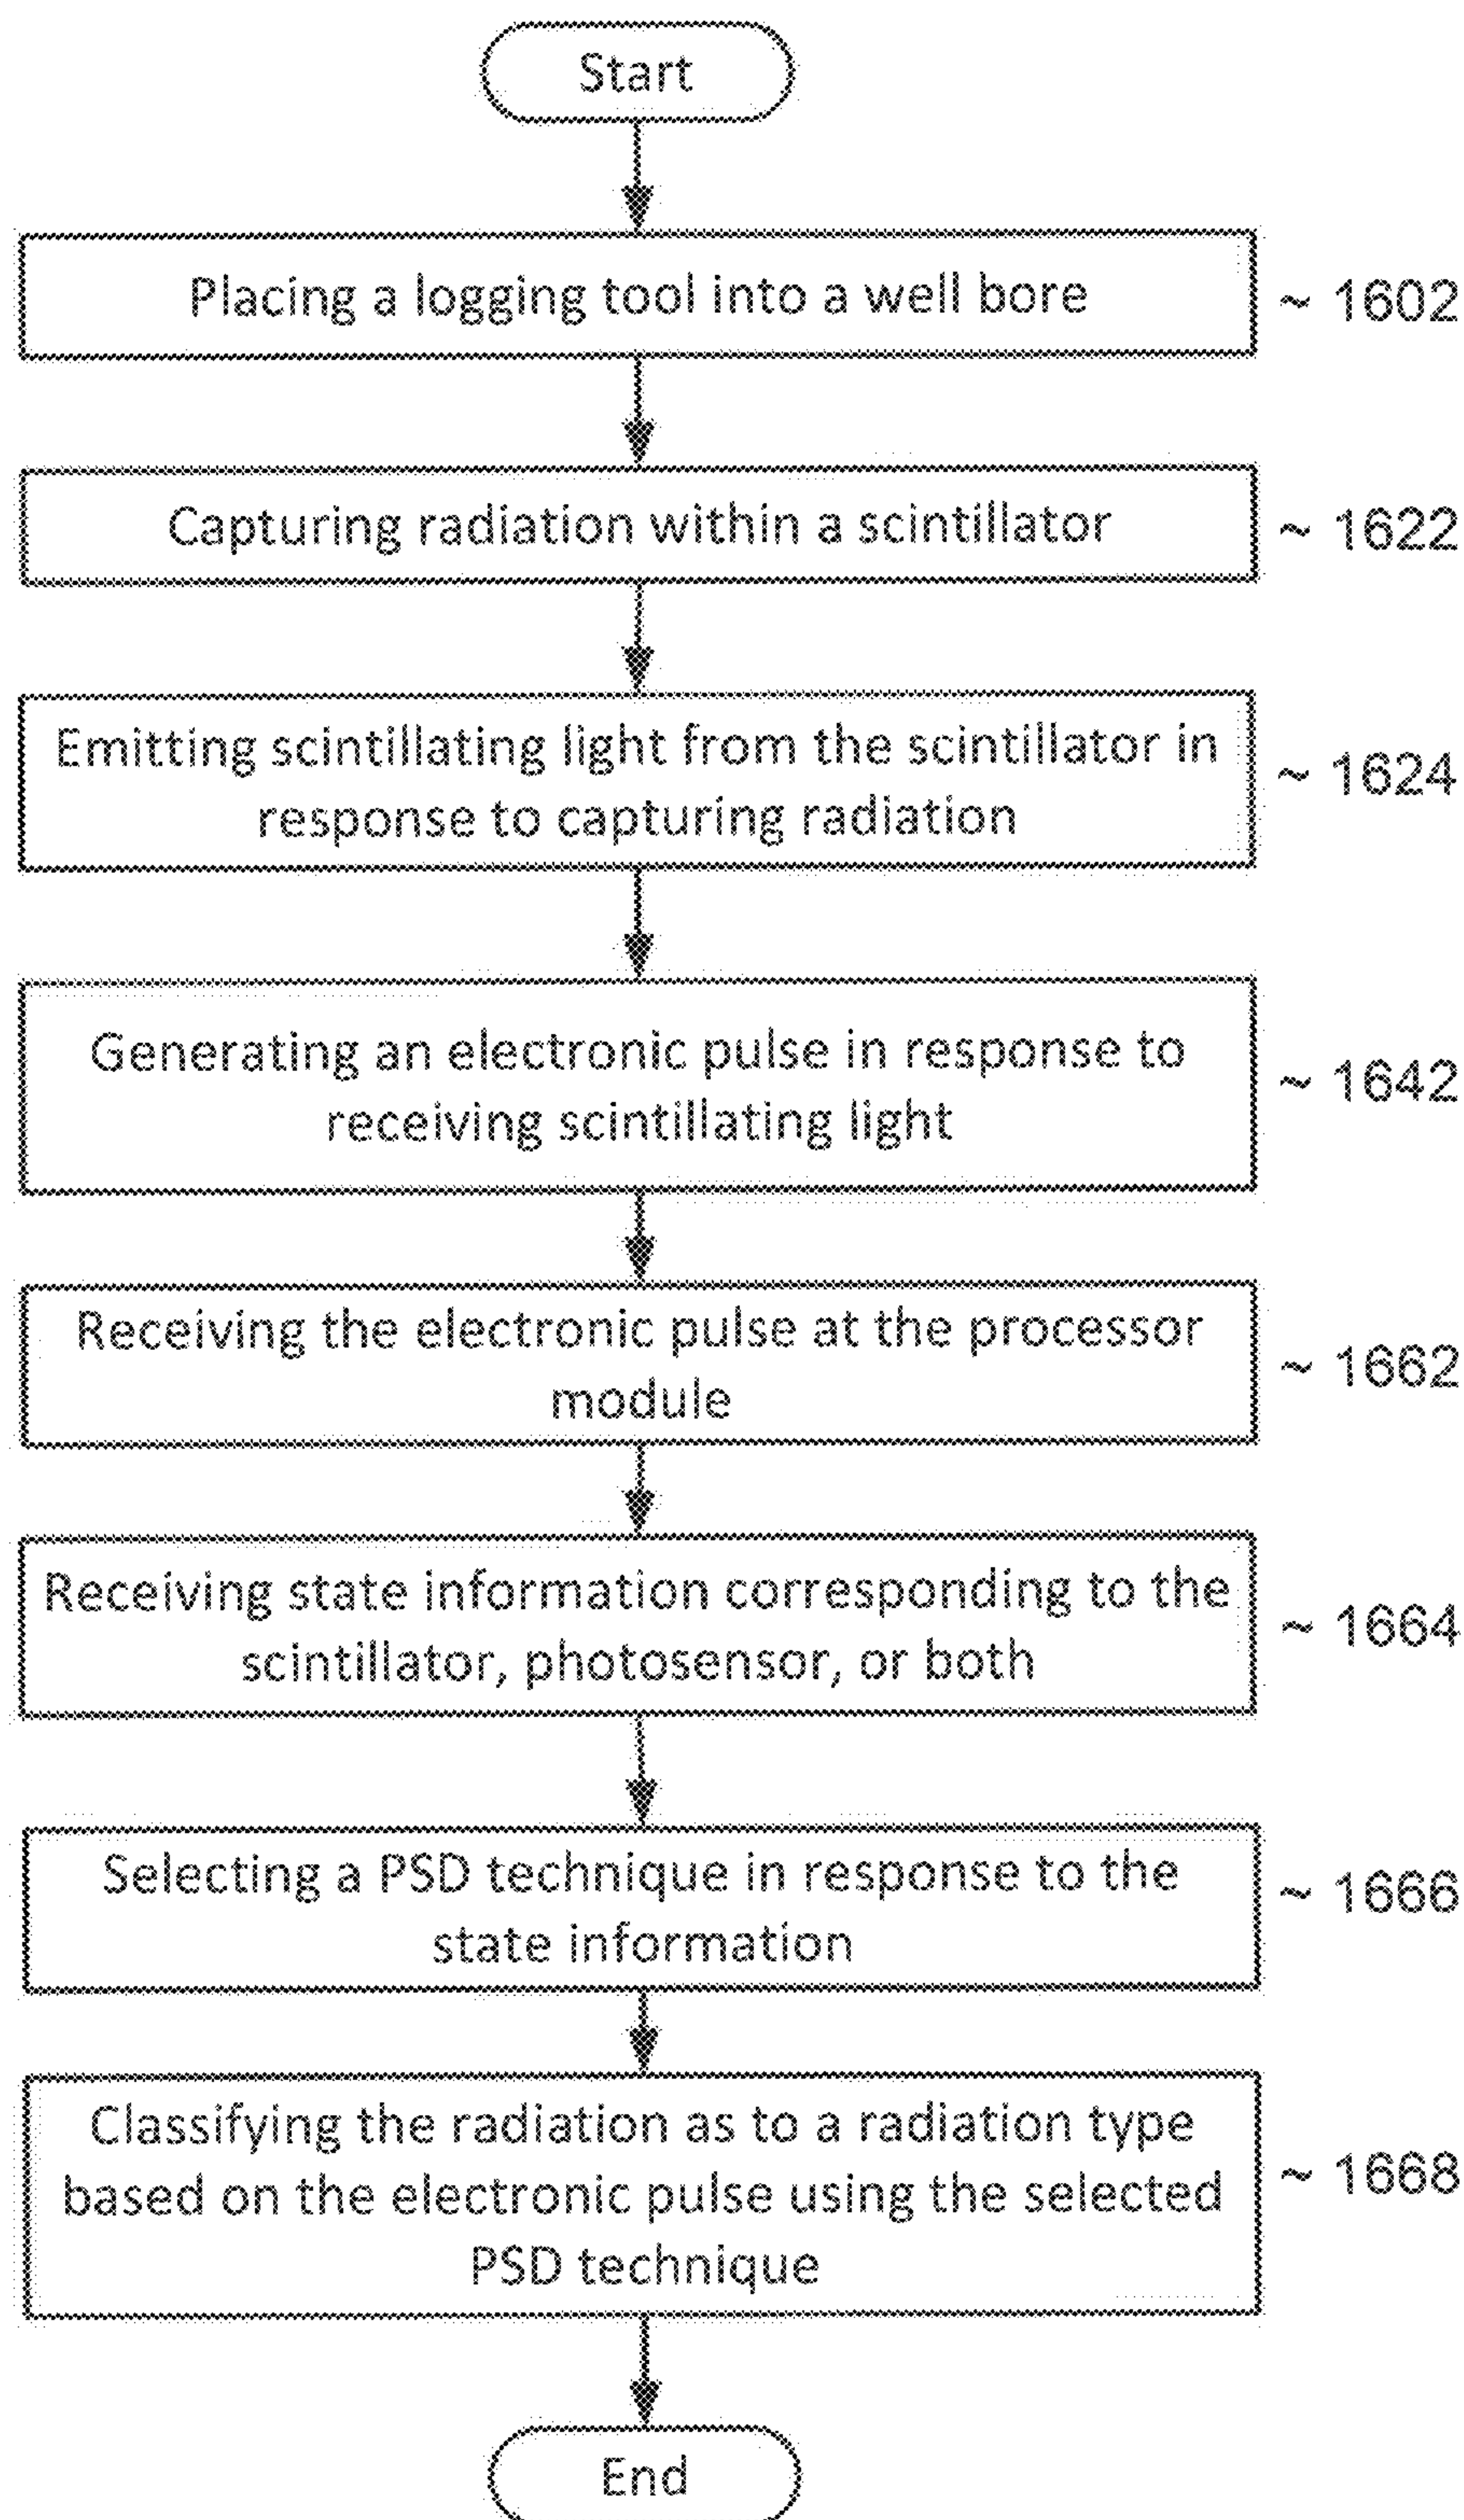 Start
Placing a logging tool into a well bore
~ 1602
Capturing radiation within a scintillator
~ 1622
Emitting scintillating light from the scintillator in
response to capturing radiation
~ 1624
Generating an electronic pulse in response to
receiving scintillating light
~ 1642
Receiving the electronic pulse at the processor
module
~ 1662
Receiving state information corresponding to the
scintillator, photosensor, or both
~ 1664
Selecting a PSD technique in response to the
state information
~ 1666
Classifying the radiation as to a radiation type
based on the electronic pulse using the selected
PSD technique
~ 1668
End